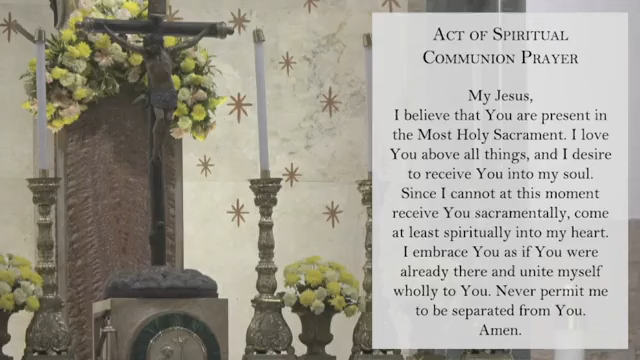 Act of Spiritual
Communion Prayer
My Jesus,
I believe that You are present in
the Most Holy Sacrament. I love
You above all things, and I desire
to receive You into my soul.
Since I cannot at this moment
receive You sacramentally, come
at least spiritually into my heart.
I embrace You as if You were
already there and unite myself
wholly to You. Never permit me
to be separated from You.
Amen.